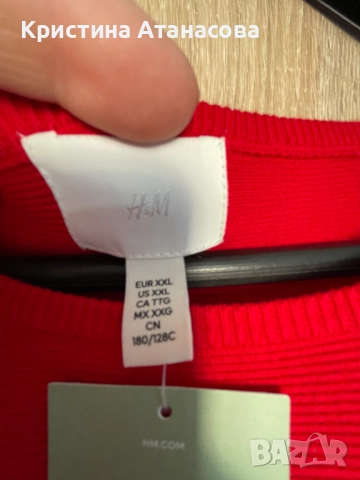 Кристина Атанасова
H&M
EUR XXL
US XXL
CA TTG
MX XXG
CN
180/128C
HM.COM
BAZAR